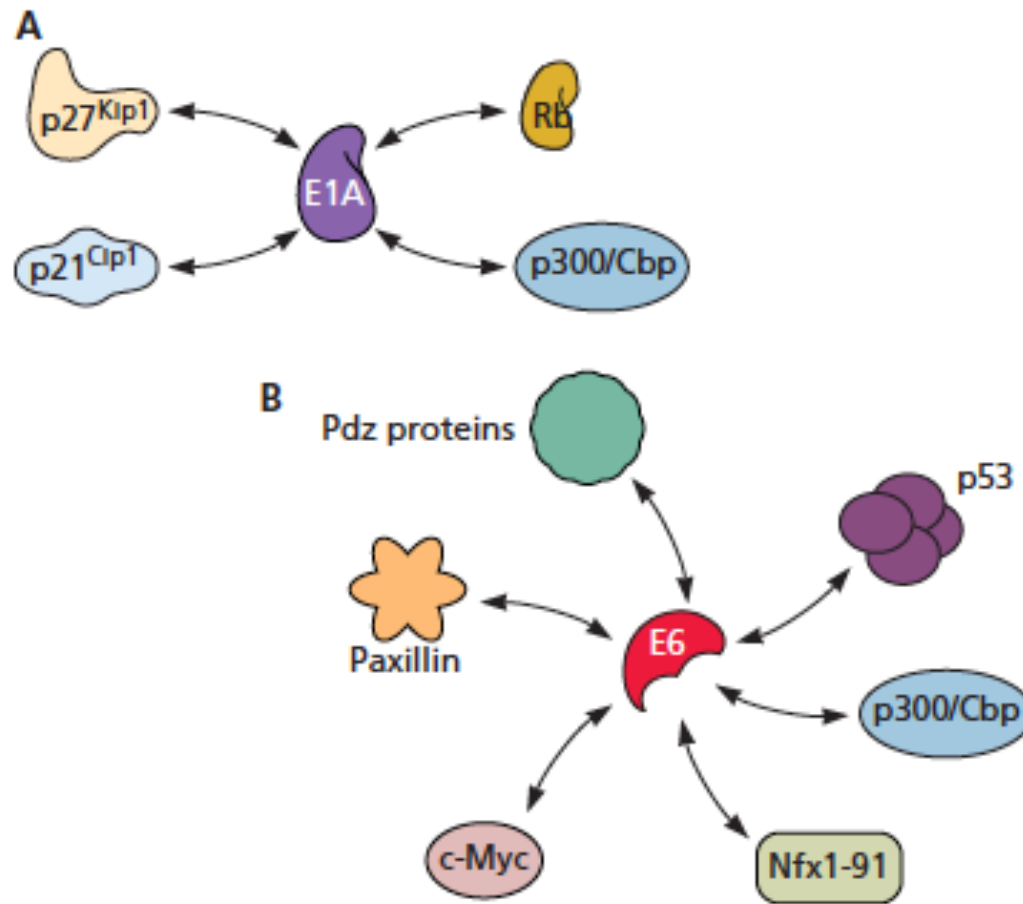 A
p27Kip1
Rb
E1A
p21Cip1
p300/Cbp
B
Pdz proteins
p53
E6
Paxillin
p300/Cbp
c-Myc
Nfx1-91